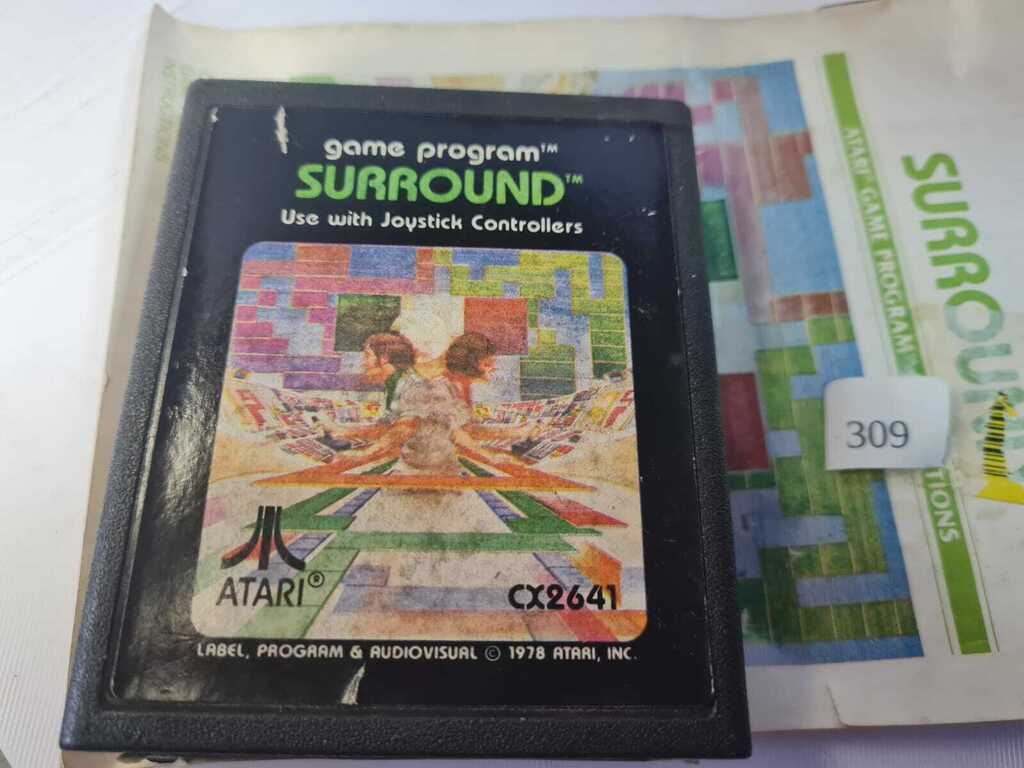 game program™
SURROUND™
Use with Joystick Controllers
ATARI®
CX2641
LABEL, PROGRAM & AUDIOVISUAL © 1978 ATARI, INC.
SURROUND
ATARI® GAME PROGRAM™
TIONS
309